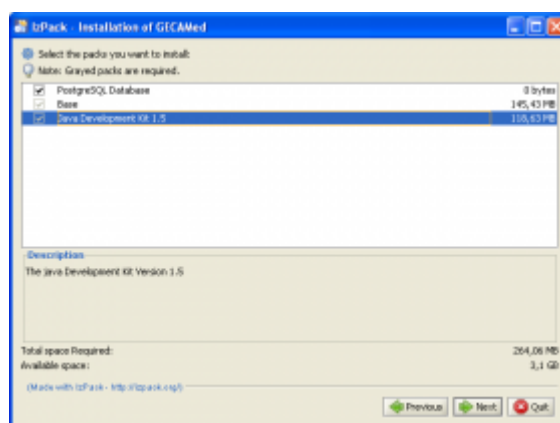 IzPack - Installation of GECAMed
Select the packs you want to install:
Note: Grayed packs are required.
PostgreSQL Database 0 bytes
Base 145,43 MB
Java Development Kit 1.5 118,63 MB
Description
The Java Development Kit Version 1.5
Total space Required: 264,06 MB
Available space: 3,1 GB
(Made with IzPack - http://izpack.org/)
Previous Next Quit